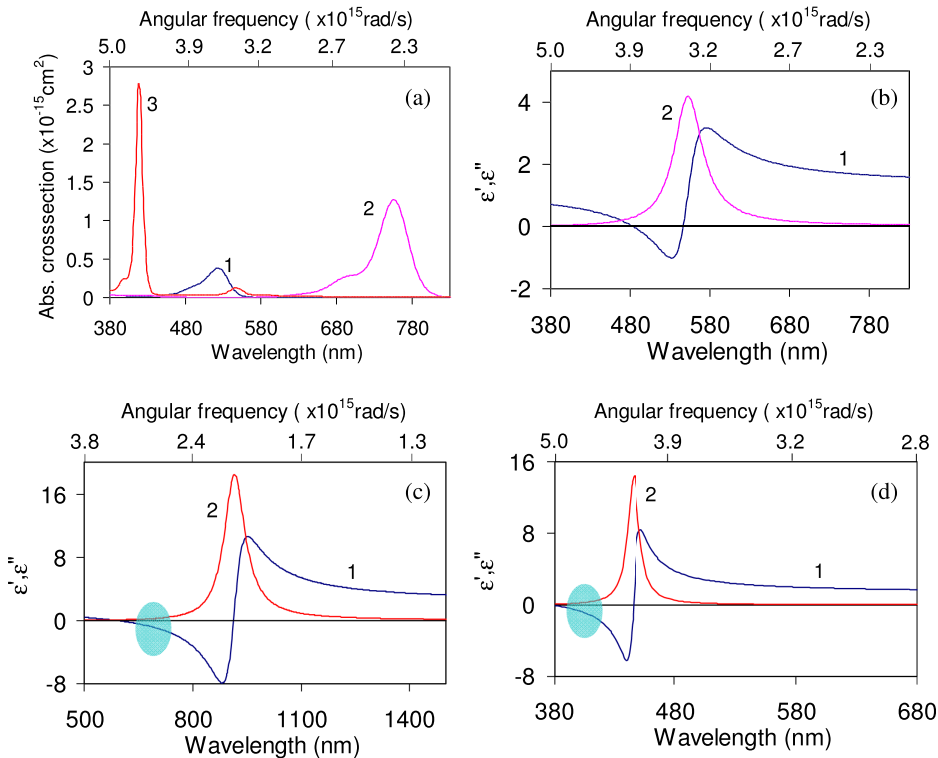 Angular frequency ( x10^15rad/s)
5.0 3.9 3.2 2.7 2.3
3
2.5
2
1.5
1
0.5
0
Abs. crosssection (x10^-15cm^2)
(a)
3
2
1
380 480 580 680 780
Wavelength (nm)
Angular frequency ( x10^15rad/s)
5.0 3.9 3.2 2.7 2.3
4
2
0
-2
ε',ε"
(b)
2
1
380 480 580 680 780
Wavelength (nm)
Angular frequency ( x10^15rad/s)
3.8 2.4 1.7 1.3
16
8
0
-8
ε',ε"
(c)
2
1
500 800 1100 1400
Wavelength (nm)
Angular frequency ( x10^15rad/s)
5.0 3.9 3.2 2.8
16
8
0
-8
ε',ε"
(d)
2
1
380 480 580 680
Wavelength (nm)